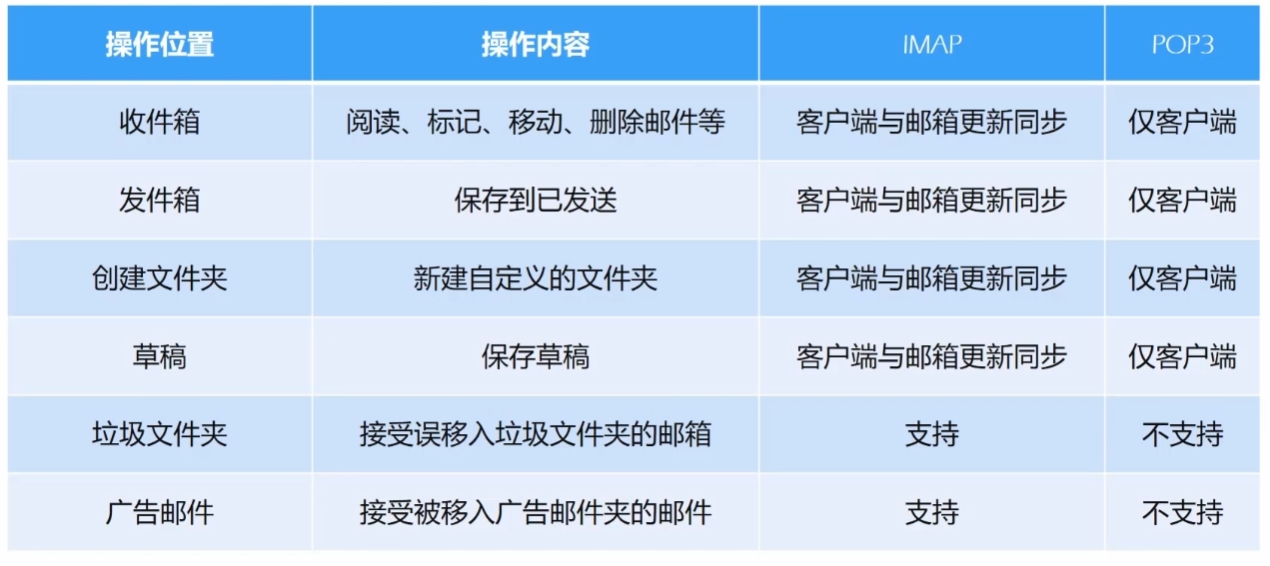 操作位置 操作内容 IMAP POP3
收件箱 阅读、标记、移动、删除邮件等 客户端与邮箱更新同步 仅客户端
发件箱 保存到已发送 客户端与邮箱更新同步 仅客户端
创建文件夹 新建自定义的文件夹 客户端与邮箱更新同步 仅客户端
草稿 保存草稿 客户端与邮箱更新同步 仅客户端
垃圾文件夹 接受误移入垃圾文件夹的邮箱 支持 不支持
广告邮件 接受被移入广告邮件夹的邮件 支持 不支持